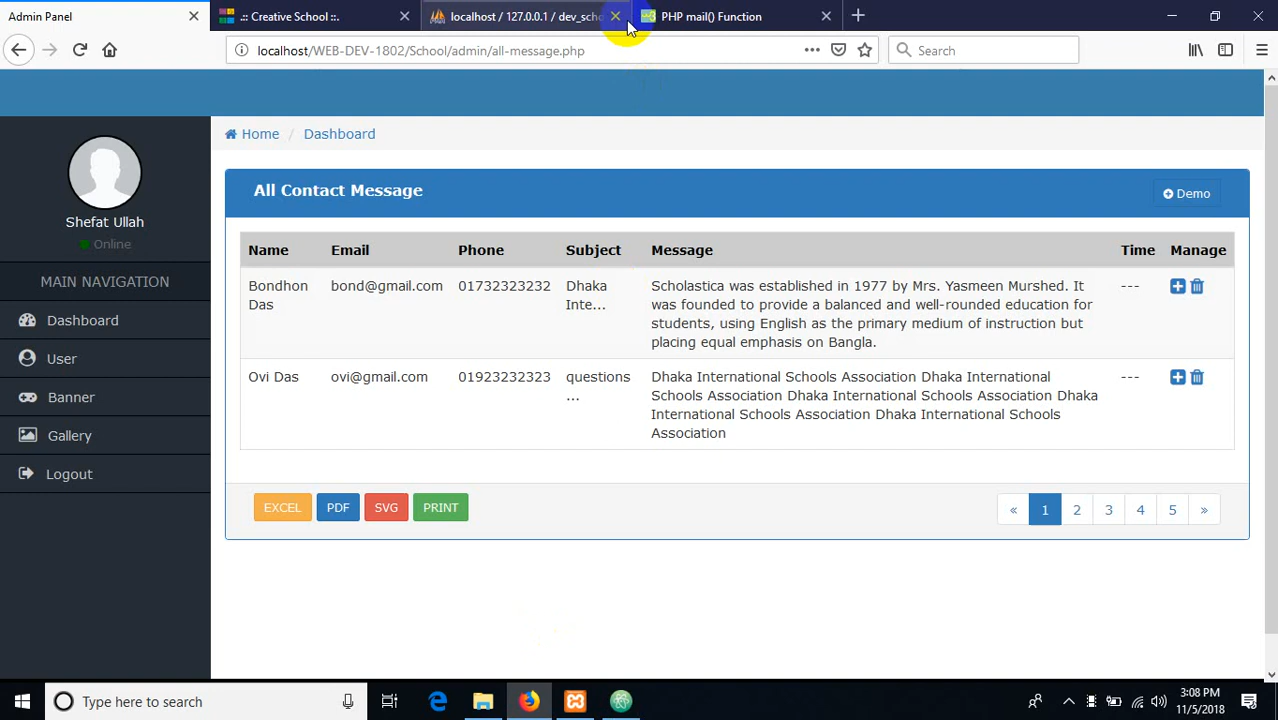 Admin Panel
.:: Creative School ::.
localhost / 127.0.0.1 / dev_scho
PHP mail() Function
localhost/WEB-DEV-1802/School/admin/all-message.php
Search
Home / Dashboard
Shefat Ullah
Online
MAIN NAVIGATION
Dashboard
User
Banner
Gallery
Logout
All Contact Message
Demo
Name Email Phone Subject Message Time Manage
Bondhon bond@gmail.com 01732323232 Dhaka Scholastica was established in 1977 by Mrs. Yasmeen Murshed. It ---
Das Inte... was founded to provide a balanced and well-rounded education for
students, using English as the primary medium of instruction but
placing equal emphasis on Bangla.
Ovi Das ovi@gmail.com 01923232323 questions Dhaka International Schools Association Dhaka International ---
... Schools Association Dhaka International Schools Association Dhaka
International Schools Association Dhaka International Schools
Association
EXCEL PDF SVG PRINT
« 1 2 3 4 5 »
Type here to search
3:08 PM
11/5/2018